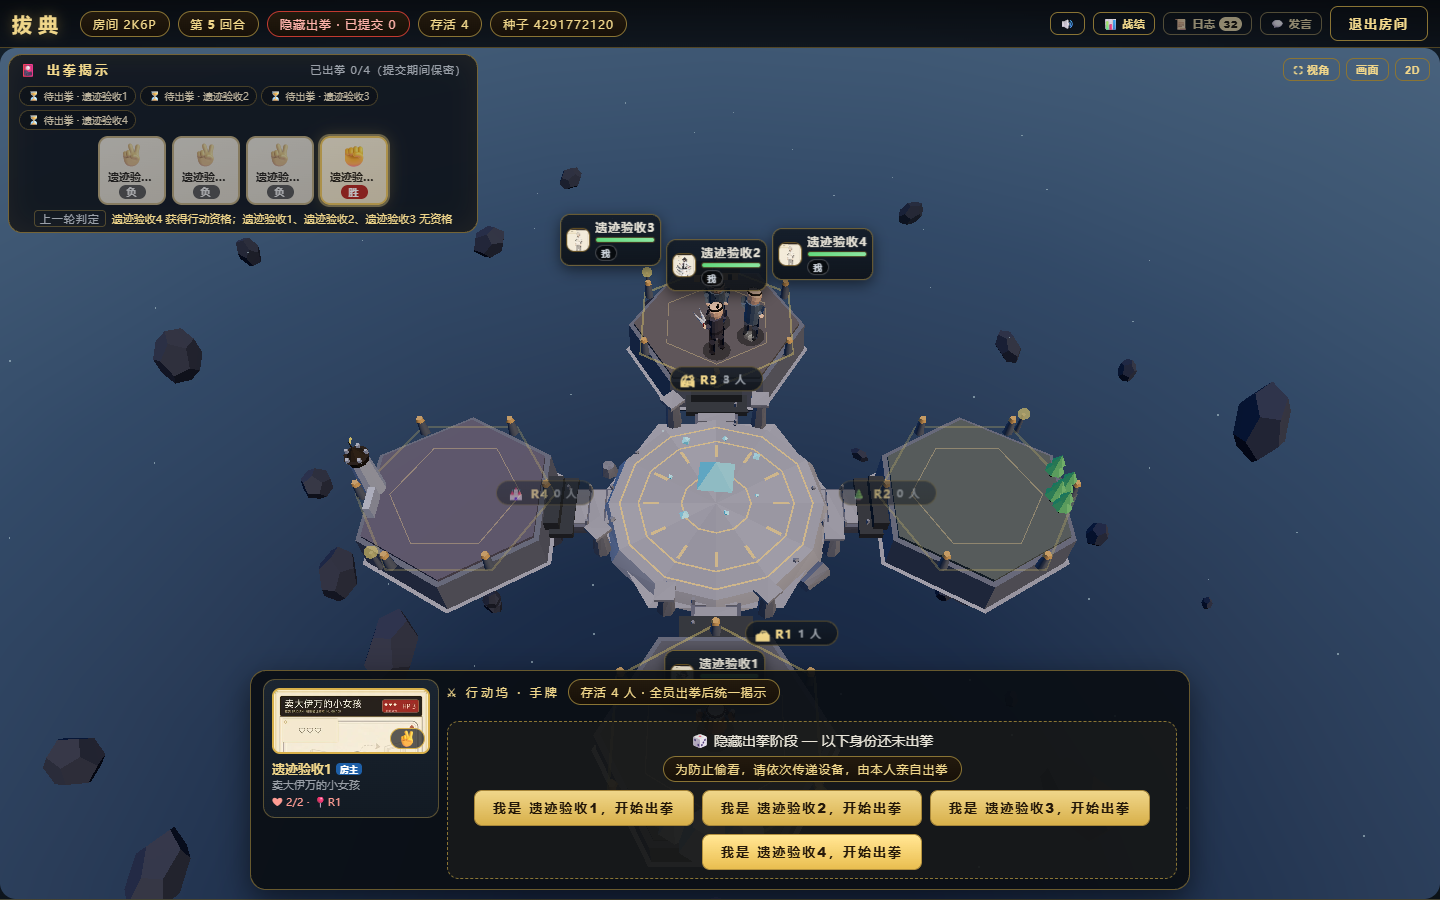 拔典
房间 2K6P
第 5 回合
隐藏出拳 · 已提交 0
存活 4
种子 4291772120
战绩
日志 32
发言
退出房间
出拳揭示
已出拳 0/4（提交期间保密）
待出拳 · 遗迹验收1
待出拳 · 遗迹验收2
待出拳 · 遗迹验收3
待出拳 · 遗迹验收4
遗迹验…
负
遗迹验…
负
遗迹验…
负
遗迹验…
胜
上一轮判定
遗迹验收4 获得行动资格；遗迹验收1、遗迹验收2、遗迹验收3 无资格
视角
画面
2D
遗迹验收3
我
遗迹验收2
我
遗迹验收4
我
R3 3 人
R4 0 人
R2 0 人
R1 1 人
遗迹验收1
卖大伊万的小女孩
遗迹验收1 房主
卖大伊万的小女孩
2/2 · R1
行动坞 · 手牌
存活 4 人 · 全员出拳后统一揭示
隐藏出拳阶段 — 以下身份还未出拳
为防止偷看，请依次传递设备，由本人亲自出拳
我是 遗迹验收1，开始出拳
我是 遗迹验收2，开始出拳
我是 遗迹验收3，开始出拳
我是 遗迹验收4，开始出拳